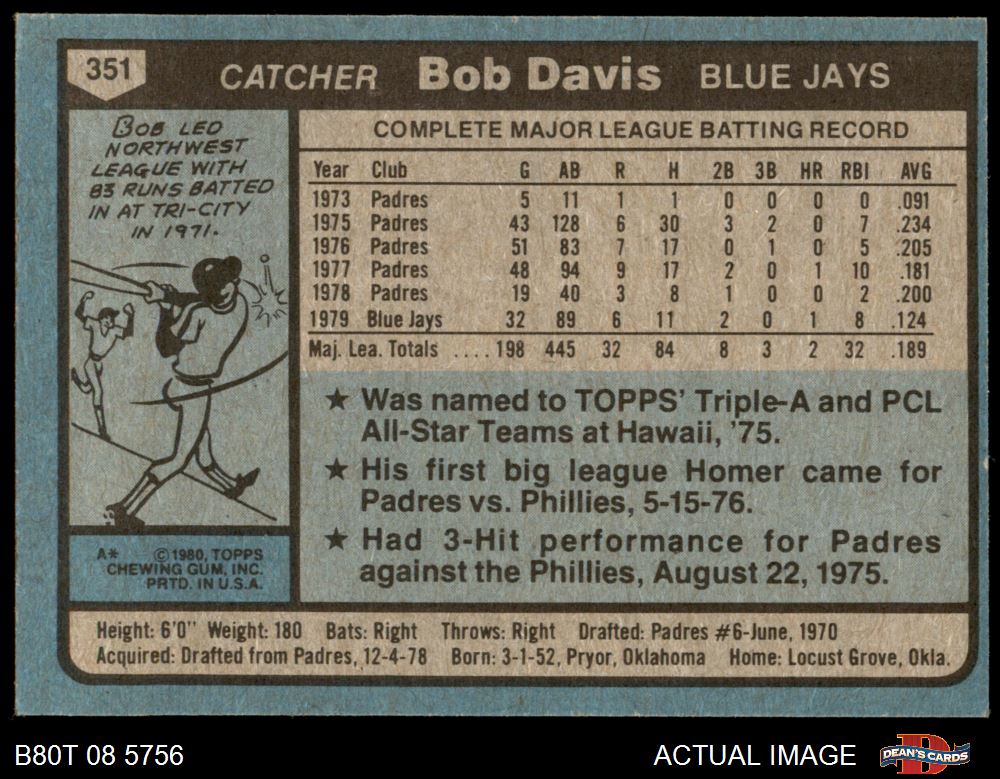 351 CATCHER Bob Davis BLUE JAYS
BOB LED
NORTHWEST
LEAGUE WITH
83 RUNS BATTED
IN AT TRI-CITY
IN 1971.
A* ©1980, TOPPS
CHEWING GUM, INC.
PRTD. IN U.S.A.
COMPLETE MAJOR LEAGUE BATTING RECORD
Year Club G AB R H 2B 3B HR RBI AVG
1973 Padres 5 11 1 1 0 0 0 0 .091
1975 Padres 43 128 6 30 3 2 0 7 .234
1976 Padres 51 83 7 17 0 1 0 5 .205
1977 Padres 48 94 9 17 2 0 1 10 .181
1978 Padres 19 40 3 8 1 0 0 2 .200
1979 Blue Jays 32 89 6 11 2 0 1 8 .124
Maj. Lea. Totals ....198 445 32 84 8 3 2 32 .189
★ Was named to TOPPS' Triple-A and PCL
All-Star Teams at Hawaii, '75.
★ His first big league Homer came for
Padres vs. Phillies, 5-15-76.
★ Had 3-Hit performance for Padres
against the Phillies, August 22, 1975.
Height: 6'0" Weight: 180 Bats: Right Throws: Right Drafted: Padres #6-June, 1970
Acquired: Drafted from Padres, 12-4-78 Born: 3-1-52, Pryor, Oklahoma Home: Locust Grove, Okla.
B80T 08 5756 ACTUAL IMAGE D DEAN'S CARDS